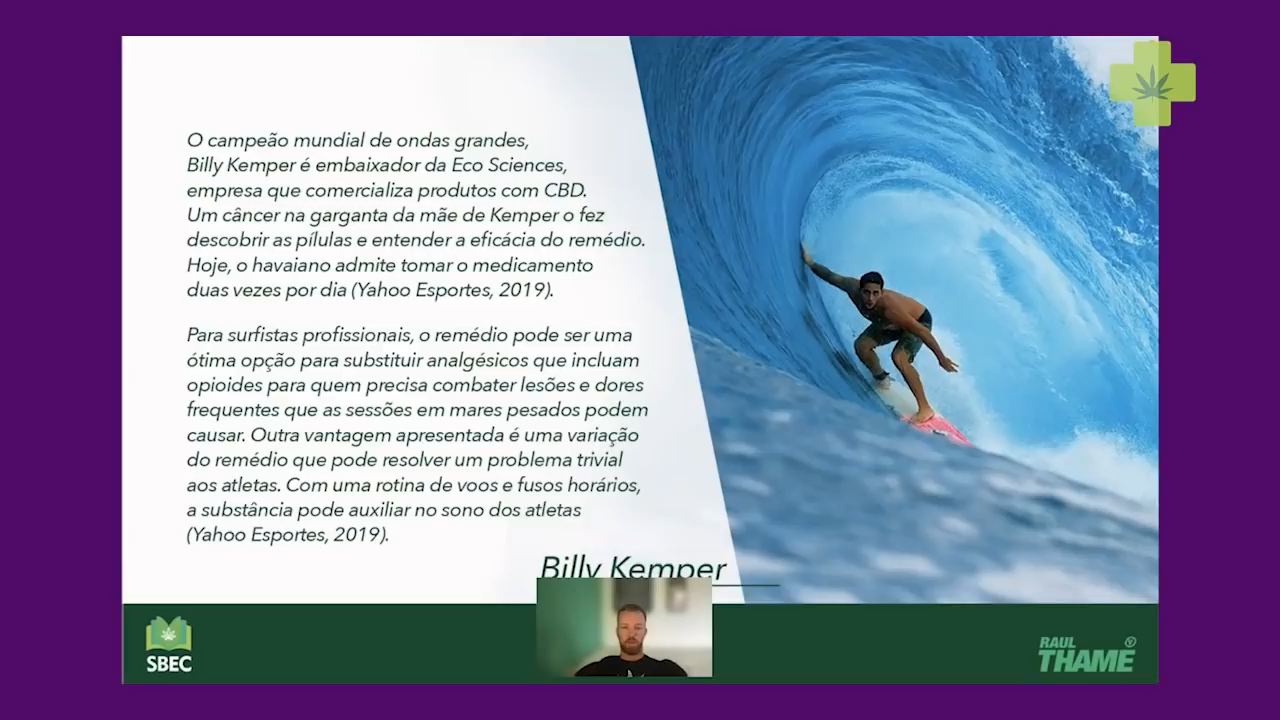 O campeão mundial de ondas grandes,
Billy Kemper é embaixador da Eco Sciences,
empresa que comercializa produtos com CBD.
Um câncer na garganta da mãe de Kemper o fez
descobrir as pílulas e entender a eficácia do remédio.
Hoje, o havaiano admite tomar o medicamento
duas vezes por dia (Yahoo Esportes, 2019).
Para surfistas profissionais, o remédio pode ser uma
ótima opção para substituir analgésicos que incluam
opioides para quem precisa combater lesões e dores
frequentes que as sessões em mares pesados podem
causar. Outra vantagem apresentada é uma variação
do remédio que pode resolver um problema trivial
aos atletas. Com uma rotina de voos e fusos horários,
a substância pode auxiliar no sono dos atletas
(Yahoo Esportes, 2019).
Billy Kemper
SBEC
RAUL
THAME